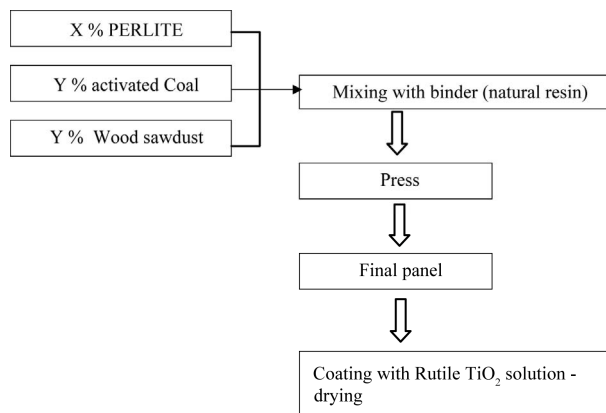 X % PERLITE
Y % activated Coal
Y % Wood sawdust
Mixing with binder (natural resin)
Press
Final panel
Coating with Rutile TiO₂ solution -
drying